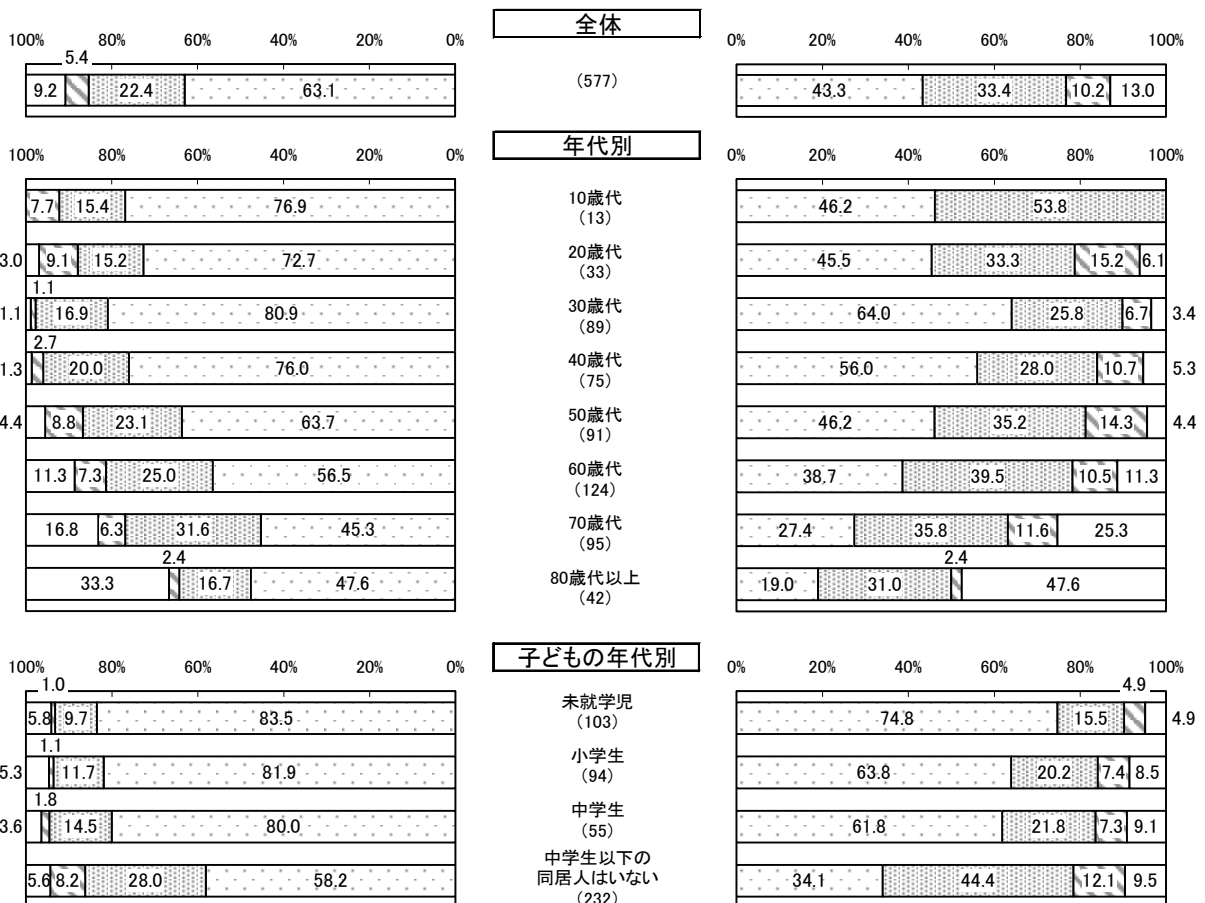 全体
100% 80% 60% 40% 20% 0%
0% 20% 40% 60% 80% 100%
5.4
9.2 22.4 63.1
(577)
43.3 33.4 10.2 13.0
年代別
100% 80% 60% 40% 20% 0%
0% 20% 40% 60% 80% 100%
7.7 15.4 76.9
10歳代
(13)
46.2 53.8
3.0 9.1 15.2 72.7
20歳代
(33)
45.5 33.3 15.2 6.1
1.1
1.1 16.9 80.9
30歳代
(89)
64.0 25.8 6.7 3.4
2.7
1.3 20.0 76.0
40歳代
(75)
56.0 28.0 10.7 5.3
4.4 8.8 23.1 63.7
50歳代
(91)
46.2 35.2 14.3 4.4
11.3 7.3 25.0 56.5
60歳代
(124)
38.7 39.5 10.5 11.3
16.8 6.3 31.6 45.3
70歳代
(95)
27.4 35.8 11.6 25.3
2.4
2.4
33.3 16.7 47.6
80歳代以上
(42)
19.0 31.0 47.6
子どもの年代別
100% 80% 60% 40% 20% 0%
0% 20% 40% 60% 80% 100%
1.0
4.9
5.8 9.7 83.5
未就学児
(103)
74.8 15.5 4.9
1.1
5.3 11.7 81.9
小学生
(94)
63.8 20.2 7.4 8.5
1.8
3.6 14.5 80.0
中学生
(55)
61.8 21.8 7.3 9.1
中学生以下の
同居人はいない
(232)
5.6 8.2 28.0 58.2
34.1 44.4 12.1 9.5